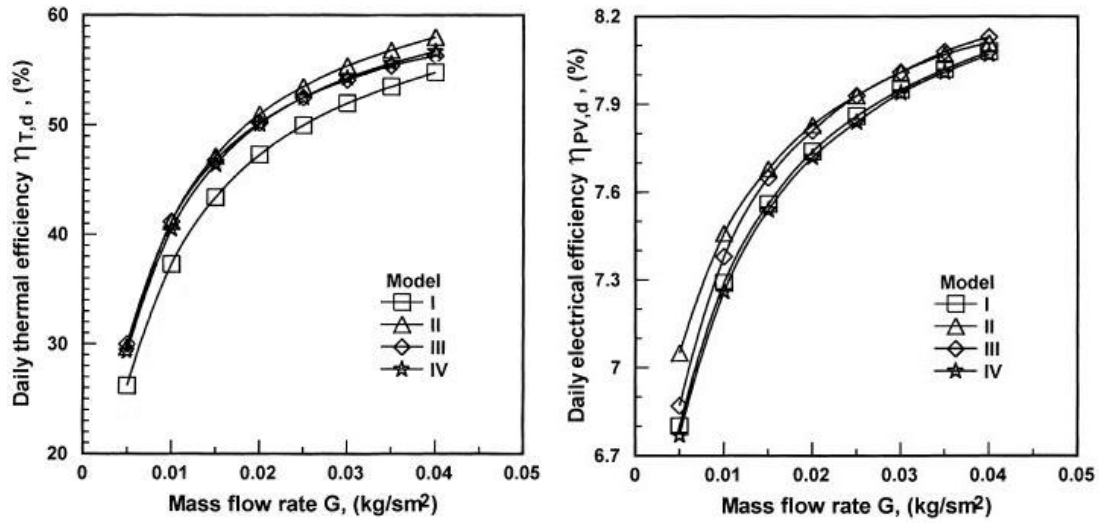 Daily thermal efficiency ηT,d , (%)
60
50
40
30
20
0
0.01
0.02
0.03
0.04
0.05
Mass flow rate G, (kg/sm²)
Model
I
II
III
IV
Daily electrical efficiency ηPV,d , (%)
8.2
7.9
7.6
7.3
7
6.7
0
0.01
0.02
0.03
0.04
0.05
Mass flow rate G, (kg/sm²)
Model
I
II
III
IV